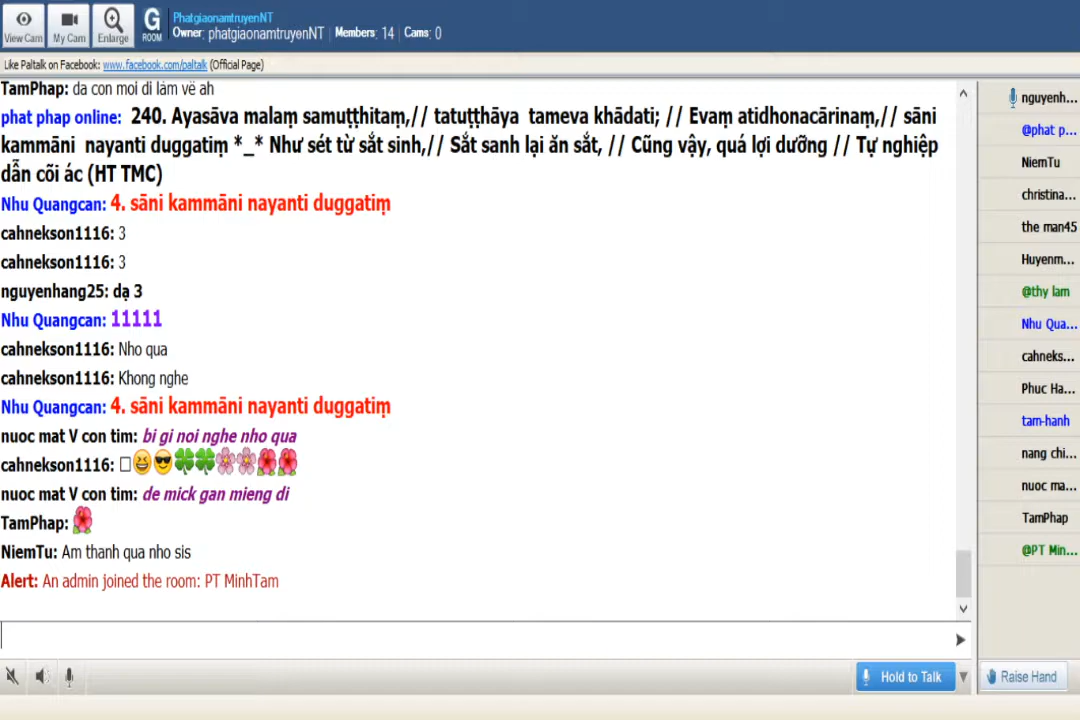 PhatgiaonamtruyenNT
View Cam My Cam Enlarge G ROOM Owner: phatgiaonamtruyenNT Members: 14 Cams: 0
Like Paltalk on Facebook: www.facebook.com/paltalk (Official Page)
TamPhap: da con moi di lam vê ah
phat phap online: 240. Ayasāva malaṃ samuṭṭhitaṃ,// tatuṭṭhāya tameva khādati; // Evaṃ atidhonacārinaṃ,// sāni
kammāni nayanti duggatiṃ *_* Như sét từ sắt sinh,// Sắt sanh lại ăn sắt, // Cũng vậy, quá lợi dưỡng // Tự nghiệp
dẫn cõi ác (HT TMC)
Nhu Quangcan: 4. sāni kammāni nayanti duggatiṃ
cahnekson1116: 3
cahnekson1116: 3
nguyenhang25: dạ 3
Nhu Quangcan: 11111
cahnekson1116: Nho qua
cahnekson1116: Khong nghe
Nhu Quangcan: 4. sāni kammāni nayanti duggatiṃ
nuoc mat V con tim: bi gi noi nghe nho qua
cahnekson1116:
nuoc mat V con tim: de mick gan mieng di
TamPhap:
NiemTu: Am thanh qua nho sis
Alert: An admin joined the room: PT MinhTam
nguyenh...
@phat p...
NiemTu
christina...
the man45
Huyenm...
@thy lam
Nhu Qua...
cahneks...
Phuc Ha...
tam-hanh
nang chi...
nuoc ma...
TamPhap
@PT Min...
Hold to Talk
Raise Hand